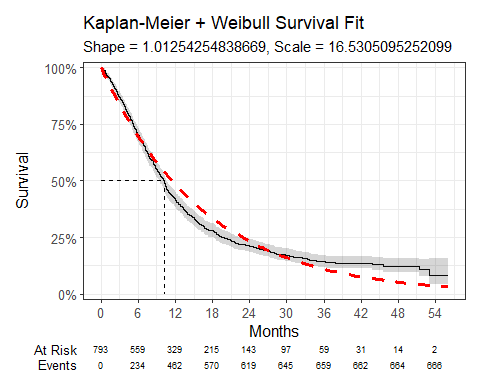 Kaplan-Meier + Weibull Survival Fit
Shape = 1.01254254838669, Scale = 16.5305095252099
100%
75%
50%
25%
0%
Survival
0 6 12 18 24 30 36 42 48 54
Months
At Risk 793 559 329 215 143 97 59 31 14 2
Events 0 234 462 570 619 645 659 662 664 666